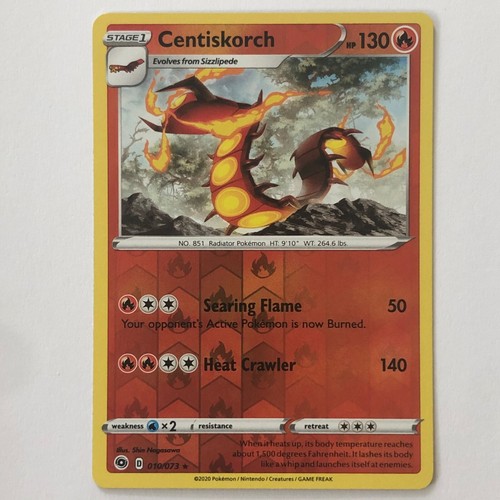 STAGE 1
Centiskorch
HP 130
Evolves from Sizzlipede
NO. 851 Radiator Pokémon HT: 9'10" WT: 264.6 lbs.
Searing Flame 50
Your opponent's Active Pokémon is now Burned.
Heat Crawler 140
weakness ×2 resistance retreat
Illus. Shin Nagasawa
When it heats up, its body temperature reaches
about 1,500 degrees Fahrenheit. It lashes its body
like a whip and launches itself at enemies.
D 010/073 ★
©2020 Pokémon / Nintendo / Creatures / GAME FREAK